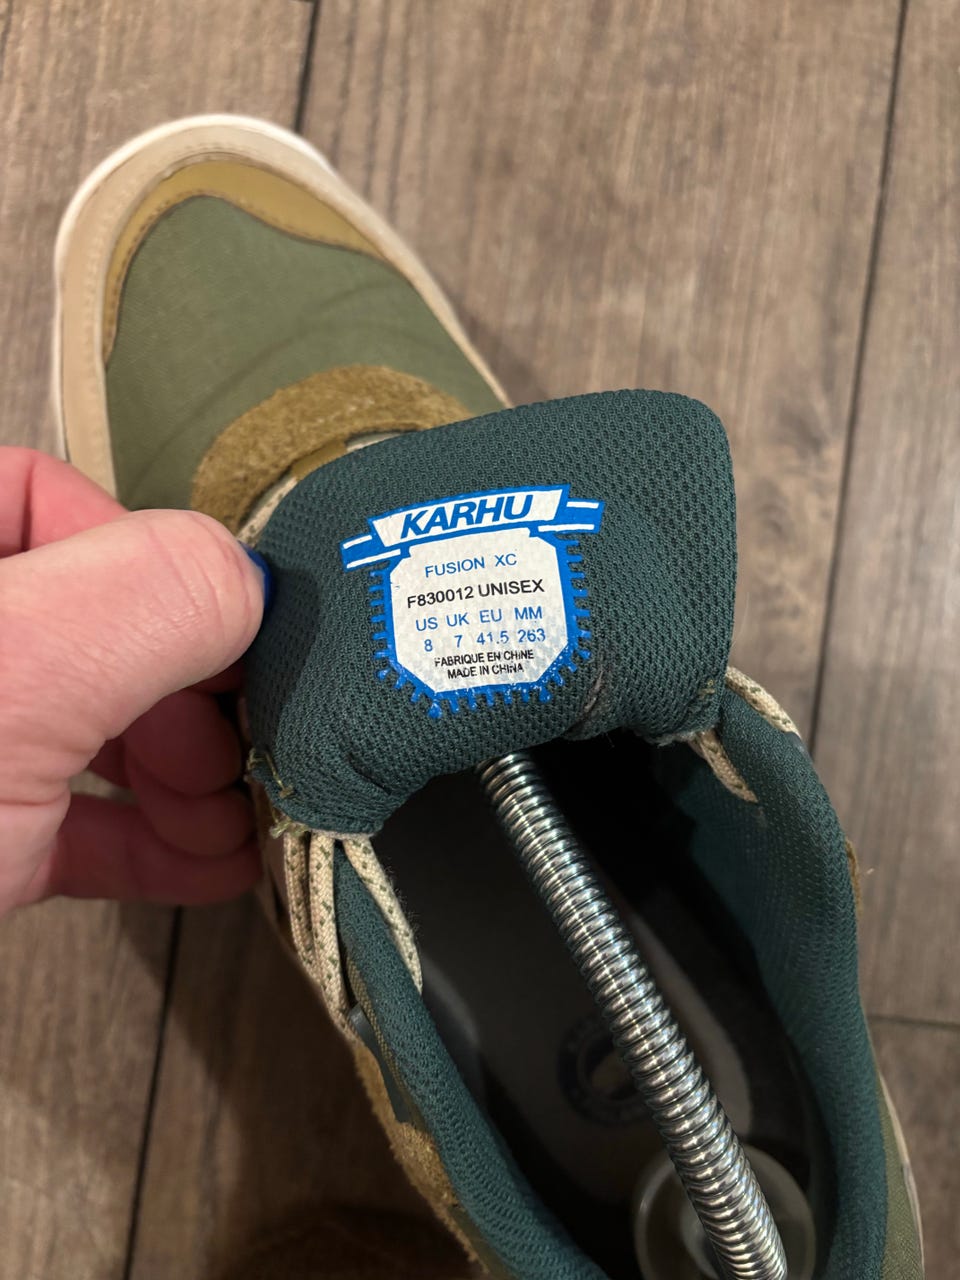 KARHU
FUSION XC
F830012 UNISEX
US UK EU MM
8 7 41.5 263
FABRIQUE EN CHINE
MADE IN CHINA